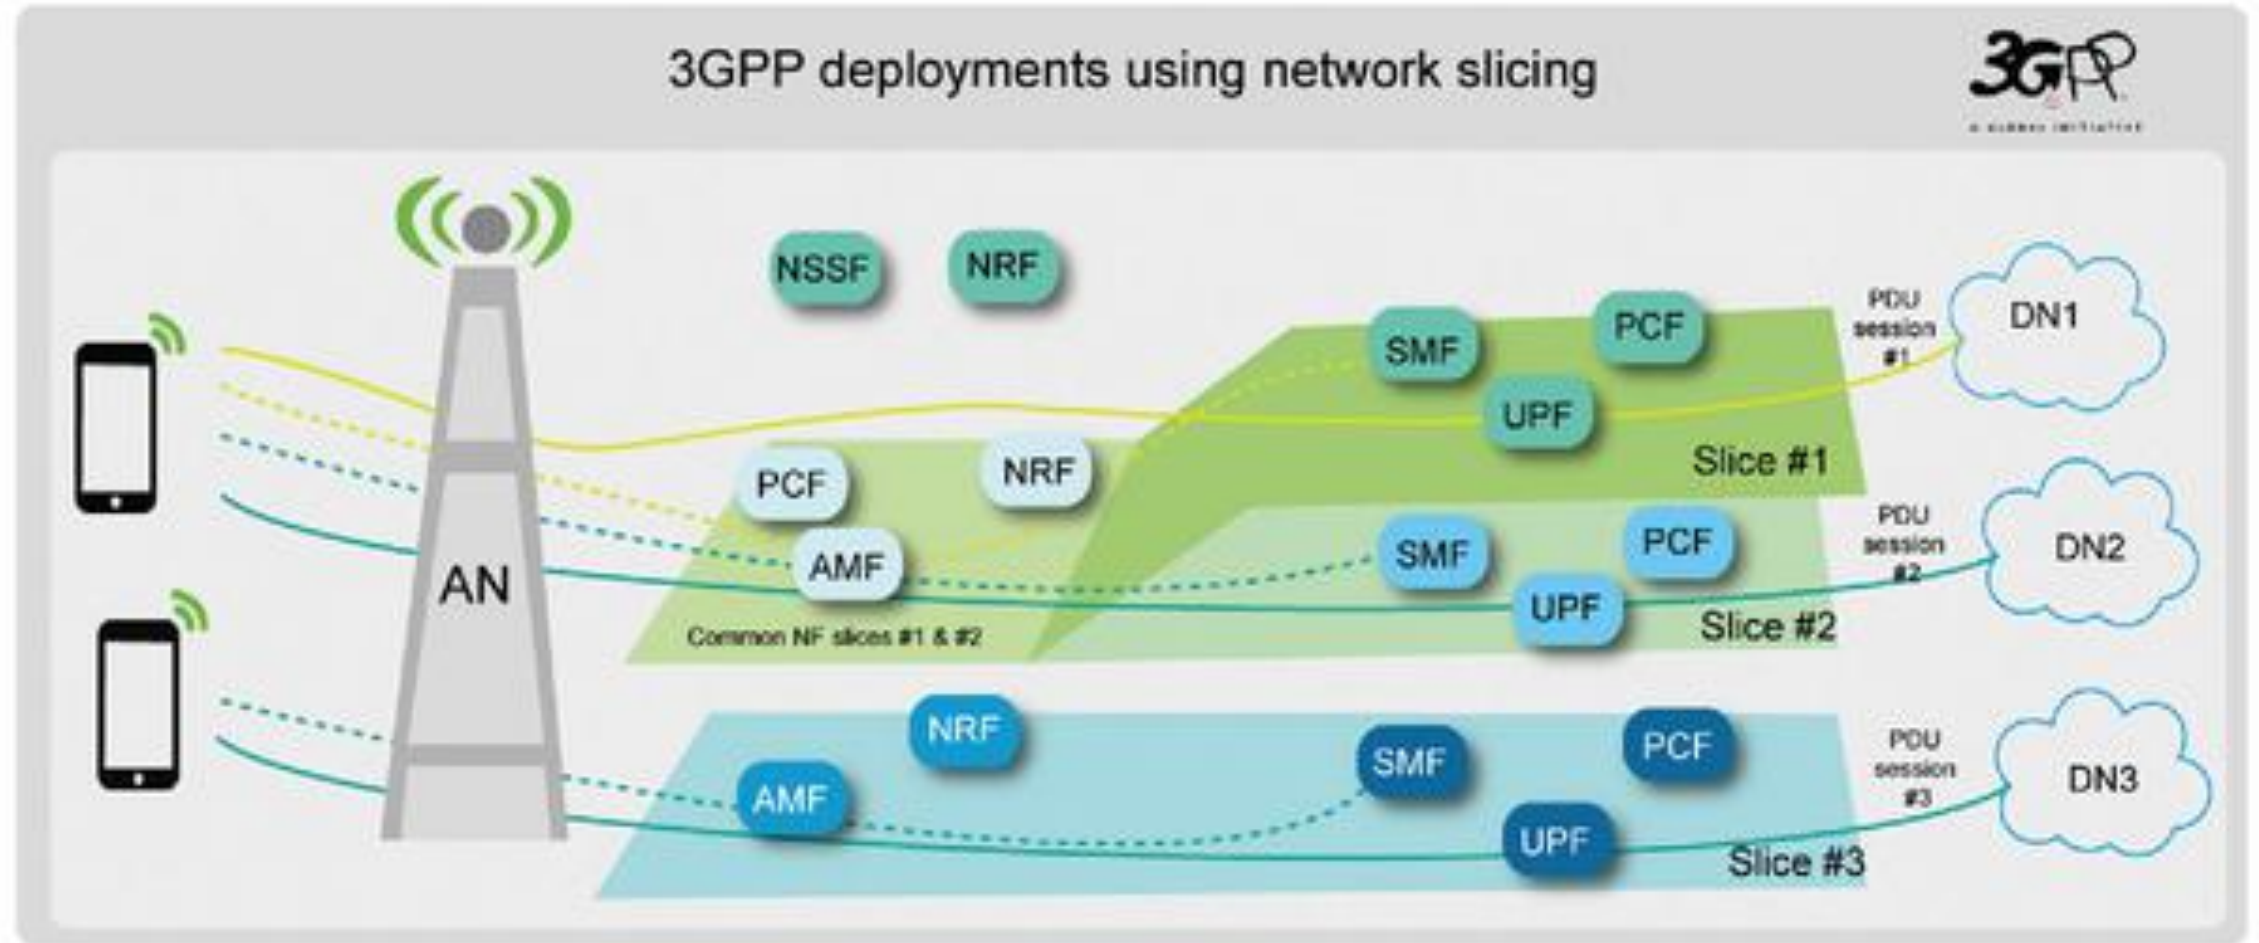 3GPP deployments using network slicing
3GPP
A GLOBAL INITIATIVE
NSSF
NRF
PDU
session
#1
DN1
SMF
PCF
UPF
Slice #1
PCF
NRF
AMF
Common NF slices #1 & #2
SMF
PCF
UPF
Slice #2
PDU
session
#2
DN2
AN
NRF
AMF
SMF
PCF
UPF
Slice #3
PDU
session
#3
DN3